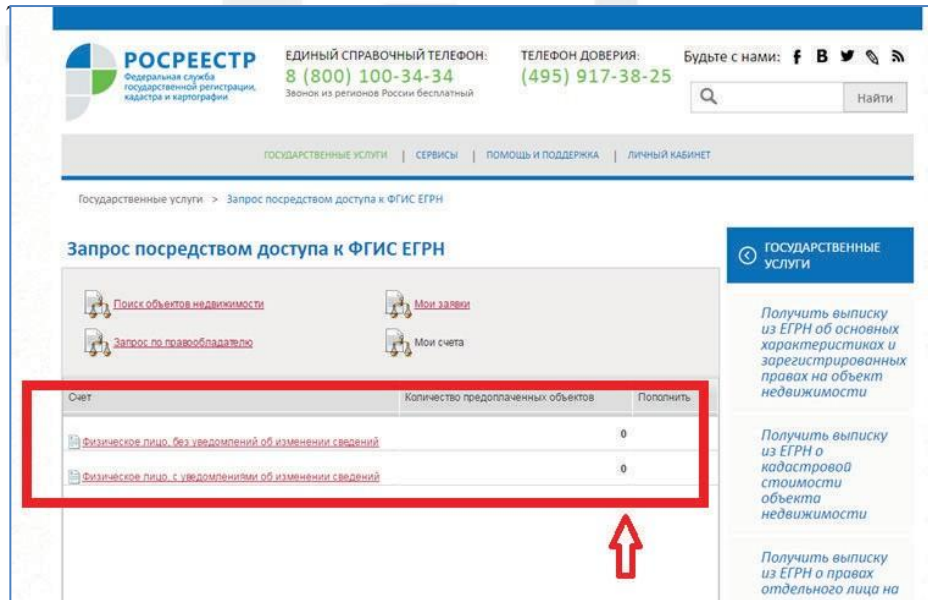 РОСРЕЕСТР
Федеральная служба
государственной регистрации,
кадастра и картографии
ЕДИНЫЙ СПРАВОЧНЫЙ ТЕЛЕФОН:
8 (800) 100-34-34
Звонок из регионов России бесплатный
ТЕЛЕФОН ДОВЕРИЯ:
(495) 917-38-25
Будьте с нами:
Найти
ГОСУДАРСТВЕННЫЕ УСЛУГИ | СЕРВИСЫ | ПОМОЩЬ И ПОДДЕРЖКА | ЛИЧНЫЙ КАБИНЕТ
Государственные услуги > Запрос посредством доступа к ФГИС ЕГРН
Запрос посредством доступа к ФГИС ЕГРН
Поиск объектов недвижимости
Мои заявки
Запрос по правообладателю
Мои счета
Счет Количество предоплаченных объектов Пополнить
Физическое лицо, без уведомлений об изменении сведений 0
Физическое лицо, с уведомлениями об изменении сведений 0
ГОСУДАРСТВЕННЫЕ
УСЛУГИ
Получить выписку
из ЕГРН об основных
характеристиках и
зарегистрированных
правах на объект
недвижимости
Получить выписку
из ЕГРН о
кадастровой
стоимости
объекта
недвижимости
Получить выписку
из ЕГРН о правах
отдельного лица на